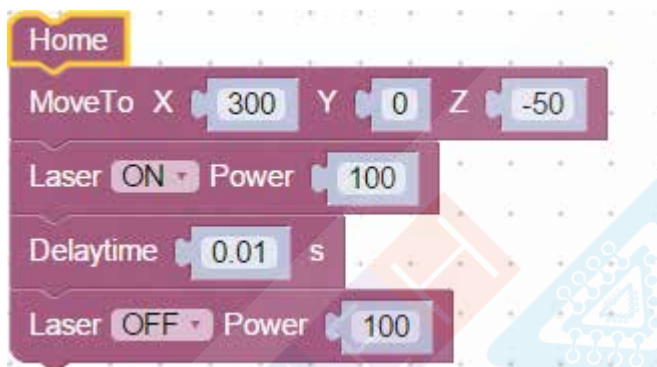 Home
MoveTo X 300 Y 0 Z -50
Laser ON Power 100
Delaytime 0.01 s
Laser OFF Power 100